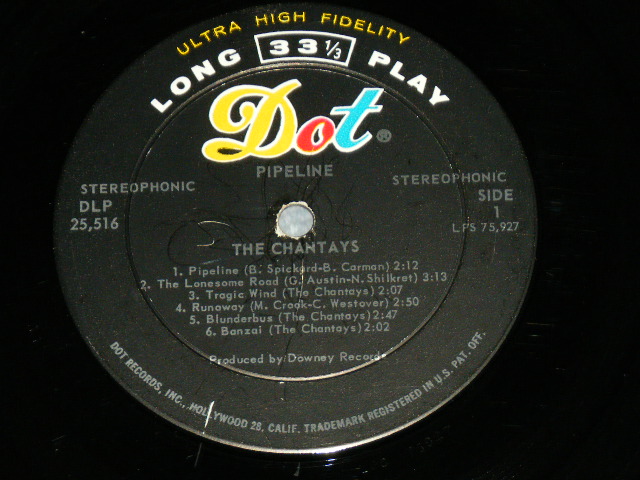 ULTRA HIGH FIDELITY
LONG 33 1/3 PLAY
Dot®
PIPELINE
STEREOPHONIC
DLP
25,516
STEREOPHONIC
SIDE
1
LPS 75,927
THE CHANTAYS
1. Pipeline (B. Spickard-B. Carman) 2:12
2. The Lonesome Road (G. Austin-N. Shilkret) 3:13
3. Tragic Wind (The Chantays) 2:07
4. Runaway (M. Crook-C. Westover) 2:50
5. Blunderbus (The Chantays) 2:47
6. Banzai (The Chantays) 2:02
Produced by Downey Records
DOT RECORDS, INC., HOLLYWOOD 28, CALIF. TRADEMARK REGISTERED IN U.S. PAT. OFF.